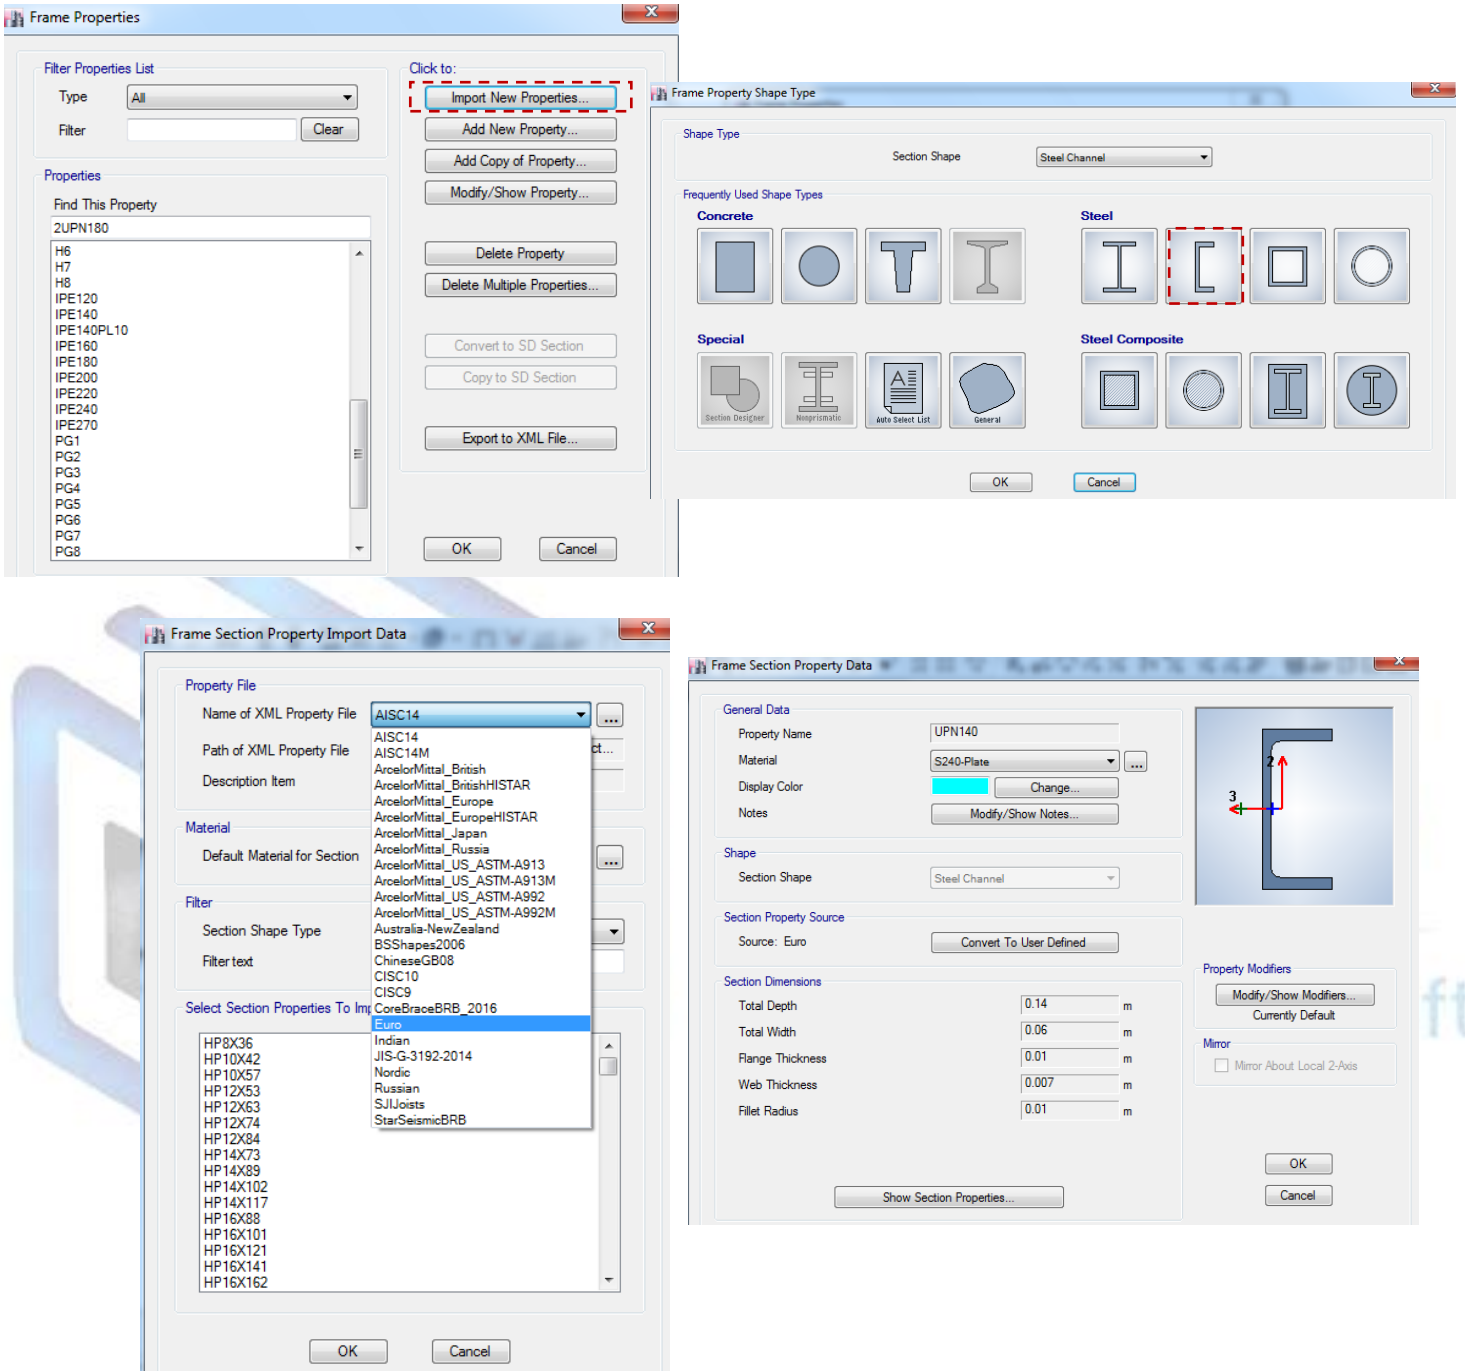 Frame Properties
Filter Properties List
Type
All
Filter
Clear
Properties
Find This Property
2UPN180
H6
H7
H8
IPE120
IPE140
IPE140PL10
IPE160
IPE180
IPE200
IPE220
IPE240
IPE270
PG1
PG2
PG3
PG4
PG5
PG6
PG7
PG8
Click to:
Import New Properties...
Add New Property...
Add Copy of Property...
Modify/Show Property...
Delete Property
Delete Multiple Properties...
Convert to SD Section
Copy to SD Section
Export to XML File...
OK
Cancel
Frame Property Shape Type
Shape Type
Section Shape
Steel Channel
Frequently Used Shape Types
Concrete
Steel
Special
Steel Composite
Section Designer
Nonprismatic
A
Auto Select List
General
OK
Cancel
Frame Section Property Import Data
Property File
Name of XML Property File
AISC14
...
Path of XML Property File
ct...
Description Item
Material
Default Material for Section
...
Filter
Section Shape Type
Filter text
Select Section Properties To Imp
AISC14
AISC14M
ArcelorMittal_British
ArcelorMittal_BritishHISTAR
ArcelorMittal_Europe
ArcelorMittal_EuropeHISTAR
ArcelorMittal_Japan
ArcelorMittal_Russia
ArcelorMittal_US_ASTM-A913
ArcelorMittal_US_ASTM-A913M
ArcelorMittal_US_ASTM-A992
ArcelorMittal_US_ASTM-A992M
Australia-NewZealand
BSShapes2006
ChineseGB08
CISC10
CISC9
CoreBraceBRB_2016
Euro
Indian
JIS-G-3192-2014
Nordic
Russian
SJIJoists
StarSeismicBRB
HP8X36
HP10X42
HP10X57
HP12X53
HP12X63
HP12X74
HP12X84
HP14X73
HP14X89
HP14X102
HP14X117
HP16X88
HP16X101
HP16X121
HP16X141
HP16X162
OK
Cancel
Frame Section Property Data
General Data
Property Name
UPN140
Material
S240-Plate
...
Display Color
Change...
Notes
Modify/Show Notes...
Shape
Section Shape
Steel Channel
Section Property Source
Source: Euro
Convert To User Defined
Section Dimensions
Total Depth
0.14
m
Total Width
0.06
m
Flange Thickness
0.01
m
Web Thickness
0.007
m
Fillet Radius
0.01
m
Show Section Properties...
2
3
Property Modifiers
Modify/Show Modifiers...
Currently Default
Mirror
Mirror About Local 2-Axis
OK
Cancel
ft